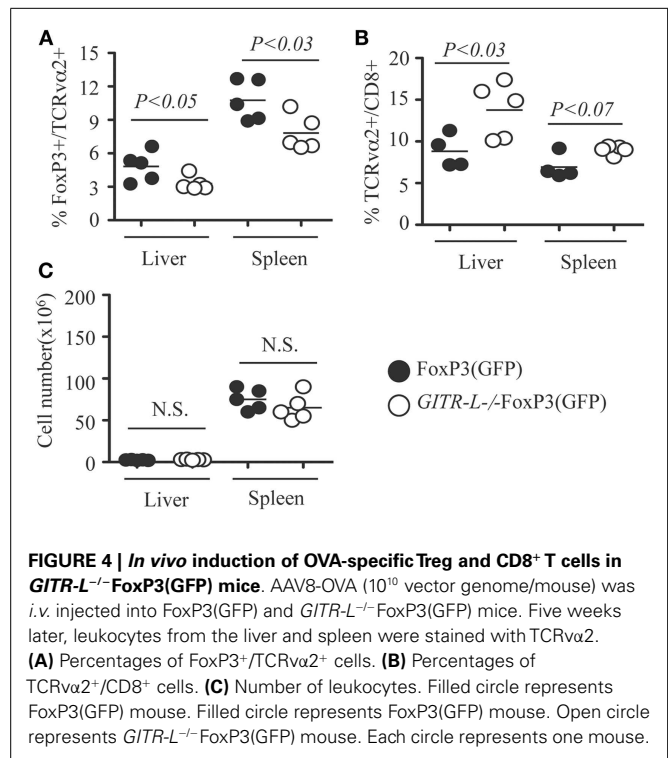 A
P<0.03
P<0.05
% FoxP3+/TCRvα2+
15
12
9
6
3
0
Liver
Spleen
B
P<0.03
P<0.07
% TCRvα2+/CD8+
20
15
10
5
0
Liver
Spleen
C
Cell number(x10⁶)
200
150
100
50
0
N.S.
N.S.
Liver
Spleen
FoxP3(GFP)
GITR-L-/-FoxP3(GFP)
FIGURE 4 | In vivo induction of OVA-specific Treg and CD8⁺ T cells in
GITR-L⁻/⁻FoxP3(GFP) mice. AAV8-OVA (10¹⁰ vector genome/mouse) was
i.v. injected into FoxP3(GFP) and GITR-L⁻/⁻FoxP3(GFP) mice. Five weeks
later, leukocytes from the liver and spleen were stained with TCRvα2.
(A) Percentages of FoxP3⁺/TCRvα2⁺ cells. (B) Percentages of
TCRvα2⁺/CD8⁺ cells. (C) Number of leukocytes. Filled circle represents
FoxP3(GFP) mouse. Filled circle represents FoxP3(GFP) mouse. Open circle
represents GITR-L⁻/⁻FoxP3(GFP) mouse. Each circle represents one mouse.